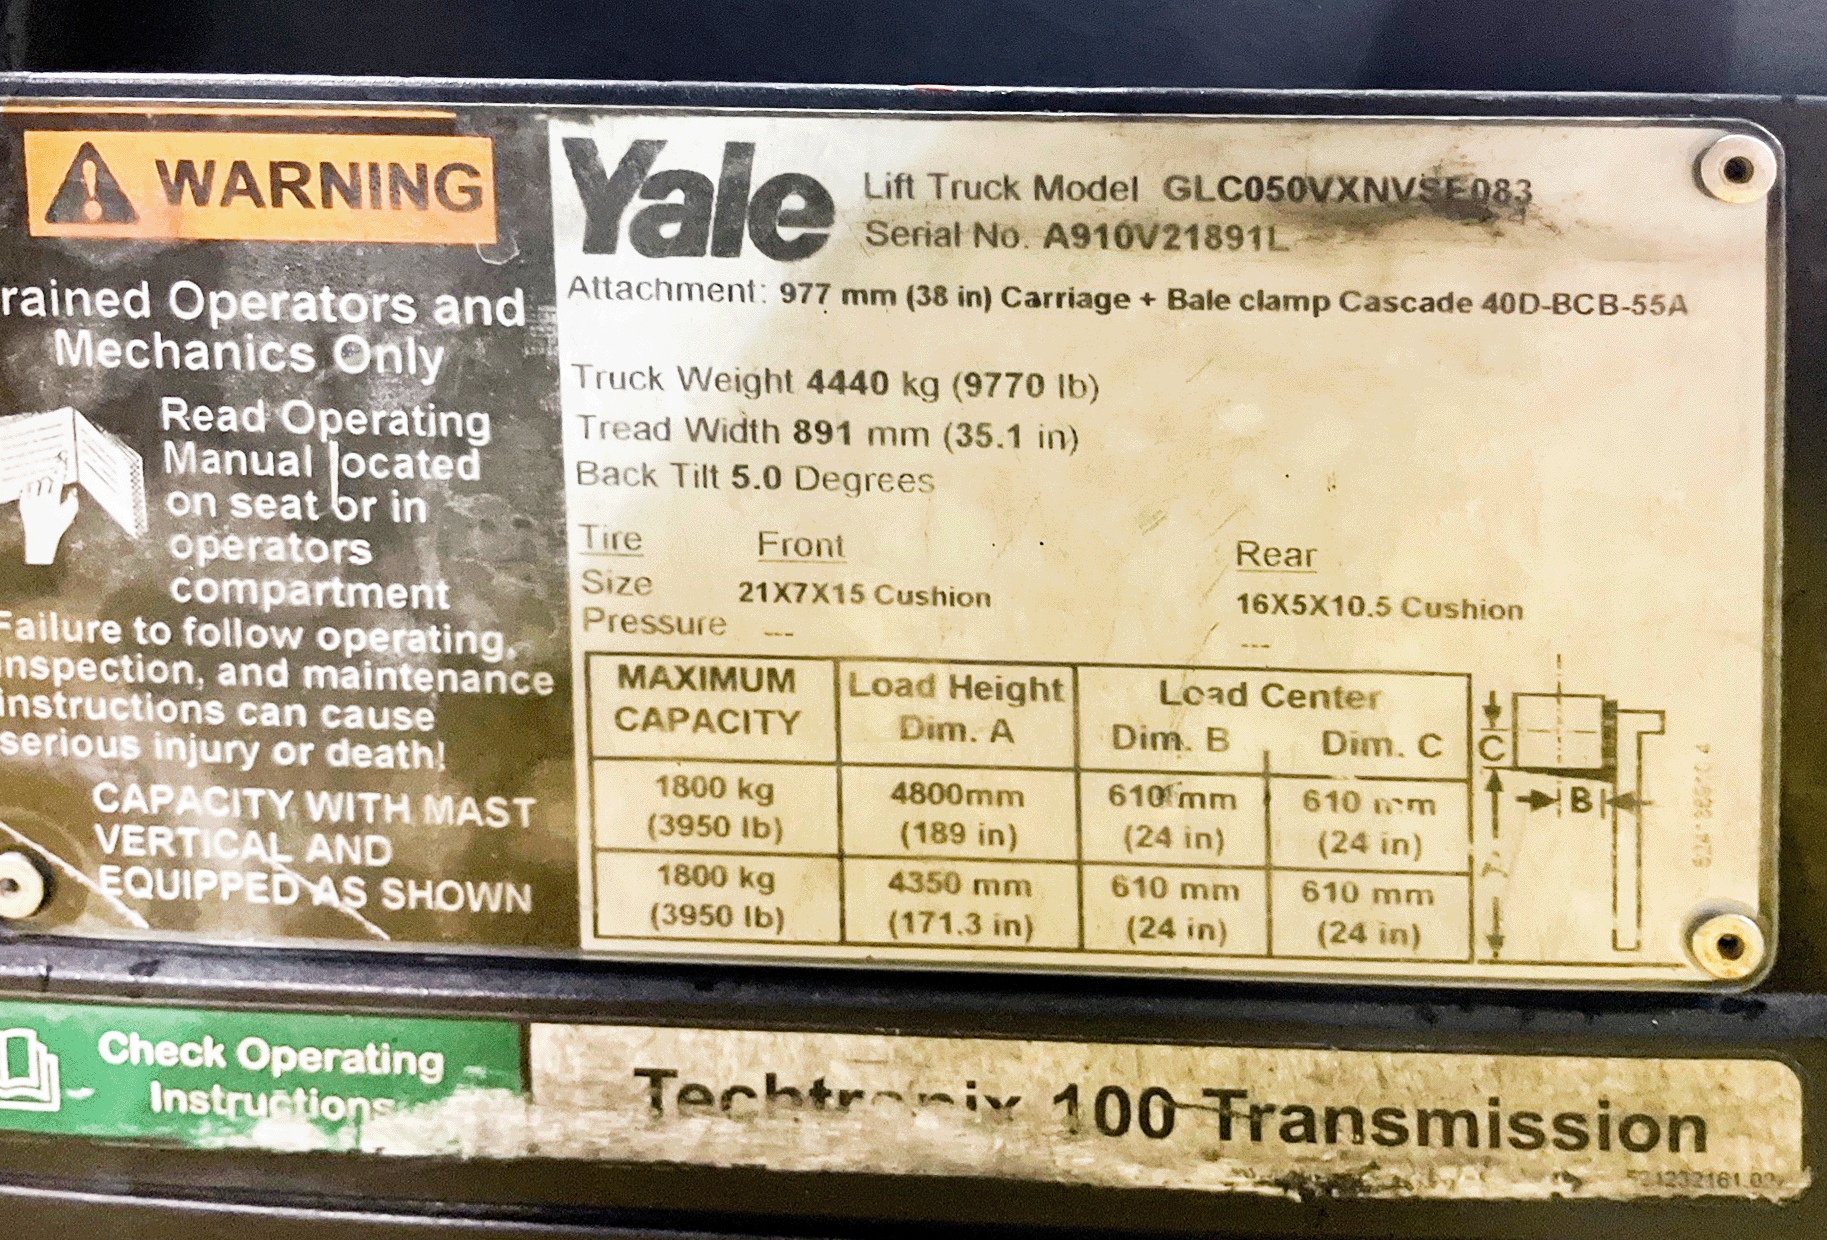 WARNING
rained Operators and
Mechanics Only
Read Operating
Manual located
on seat or in
operators
compartment
Failure to follow operating,
inspection, and maintenance
instructions can cause
serious injury or death!
CAPACITY WITH MAST
VERTICAL AND
EQUIPPED AS SHOWN
Yale
Lift Truck Model GLC050VXNVSE083
Serial No. A910V21891L
Attachment: 977 mm (38 in) Carriage + Bale clamp Cascade 40D-BCB-55A
Truck Weight 4440 kg (9770 lb)
Tread Width 891 mm (35.1 in)
Back Tilt 5.0 Degrees
Tire Front Rear
Size 21X7X15 Cushion 16X5X10.5 Cushion
Pressure --- ---
MAXIMUM CAPACITY
Load Height Dim. A
Load Center
Dim. B Dim. C
1800 kg 4800mm 610 mm 610 mm
(3950 lb) (189 in) (24 in) (24 in)
1800 kg 4350 mm 610 mm 610 mm
(3950 lb) (171.3 in) (24 in) (24 in)
C
B
Check Operating
Instructions
Techtronix 100 Transmission